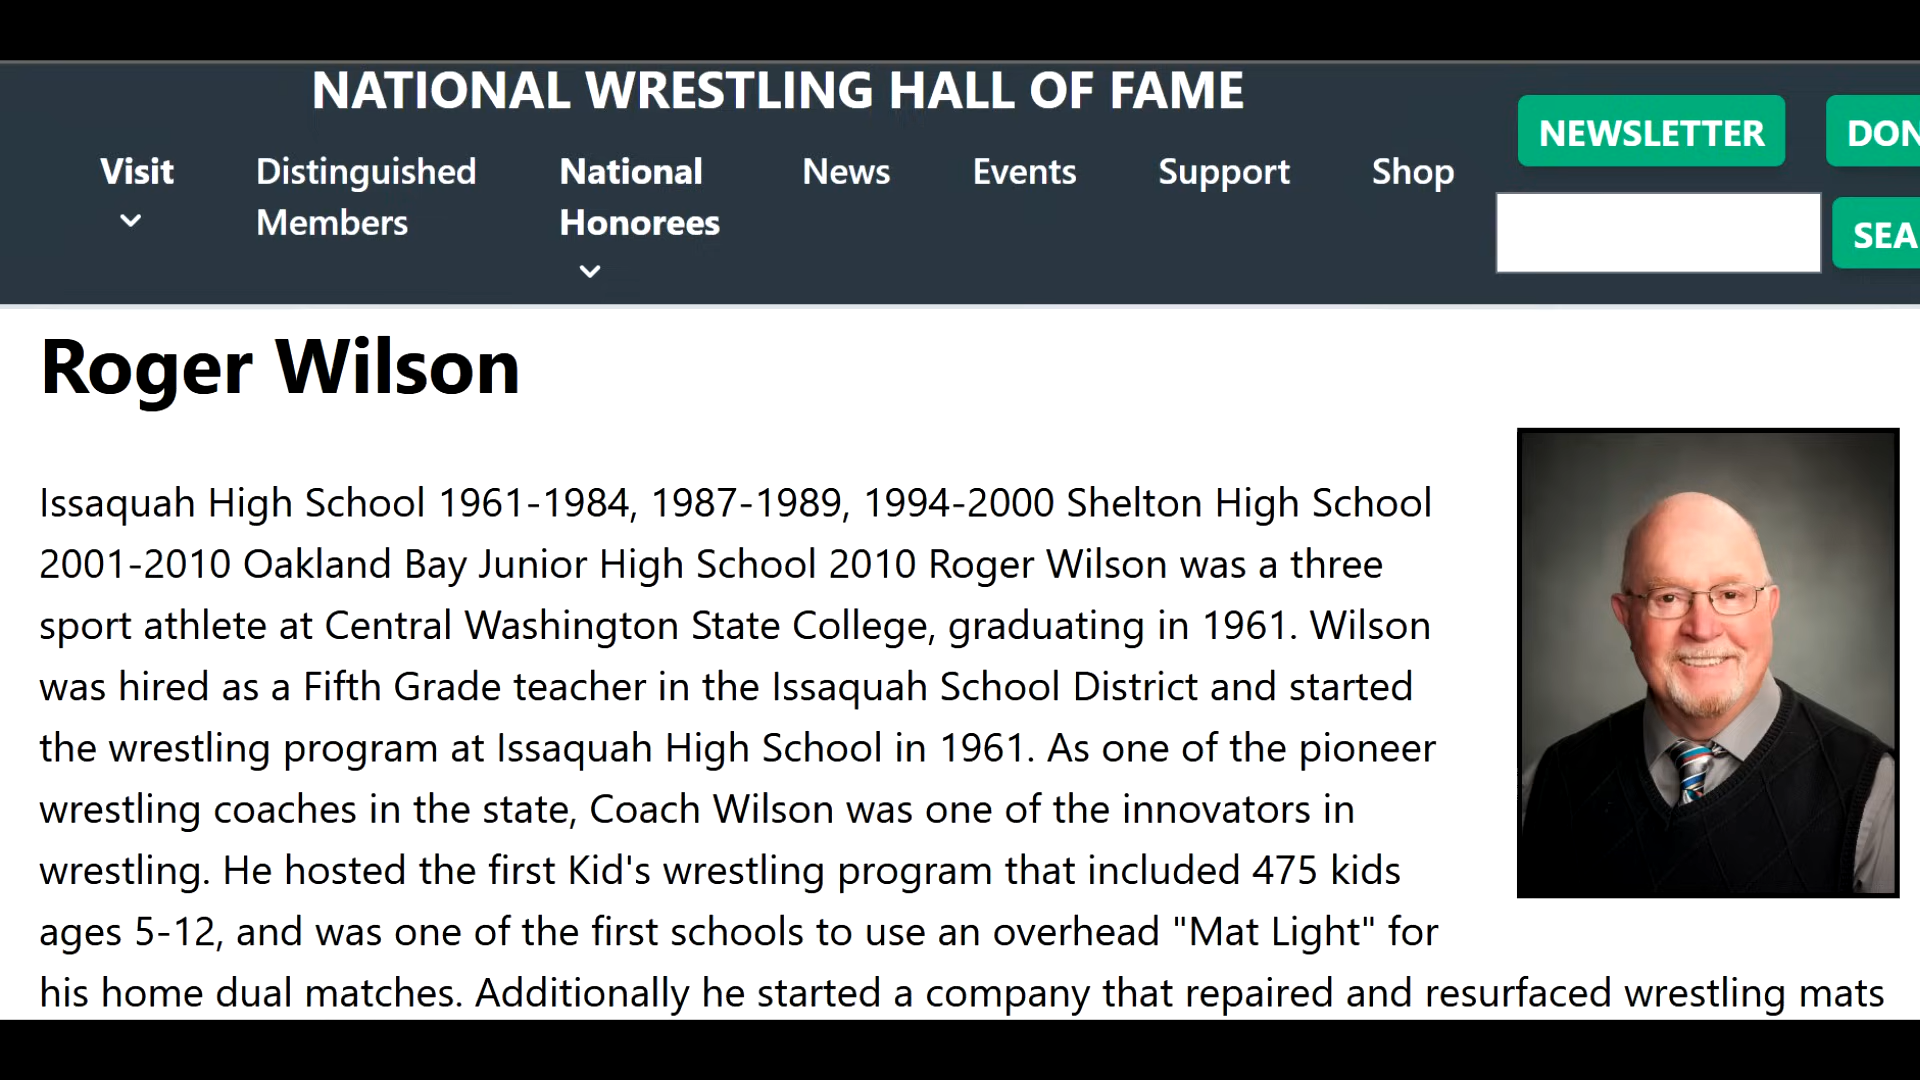 NATIONAL WRESTLING HALL OF FAME
NEWSLETTER
DON
Visit
Distinguished
Members
National
Honorees
News
Events
Support
Shop
SEA
Roger Wilson
Issaquah High School 1961-1984, 1987-1989, 1994-2000 Shelton High School
2001-2010 Oakland Bay Junior High School 2010 Roger Wilson was a three
sport athlete at Central Washington State College, graduating in 1961. Wilson
was hired as a Fifth Grade teacher in the Issaquah School District and started
the wrestling program at Issaquah High School in 1961. As one of the pioneer
wrestling coaches in the state, Coach Wilson was one of the innovators in
wrestling. He hosted the first Kid's wrestling program that included 475 kids
ages 5-12, and was one of the first schools to use an overhead "Mat Light" for
his home dual matches. Additionally he started a company that repaired and resurfaced wrestling mats